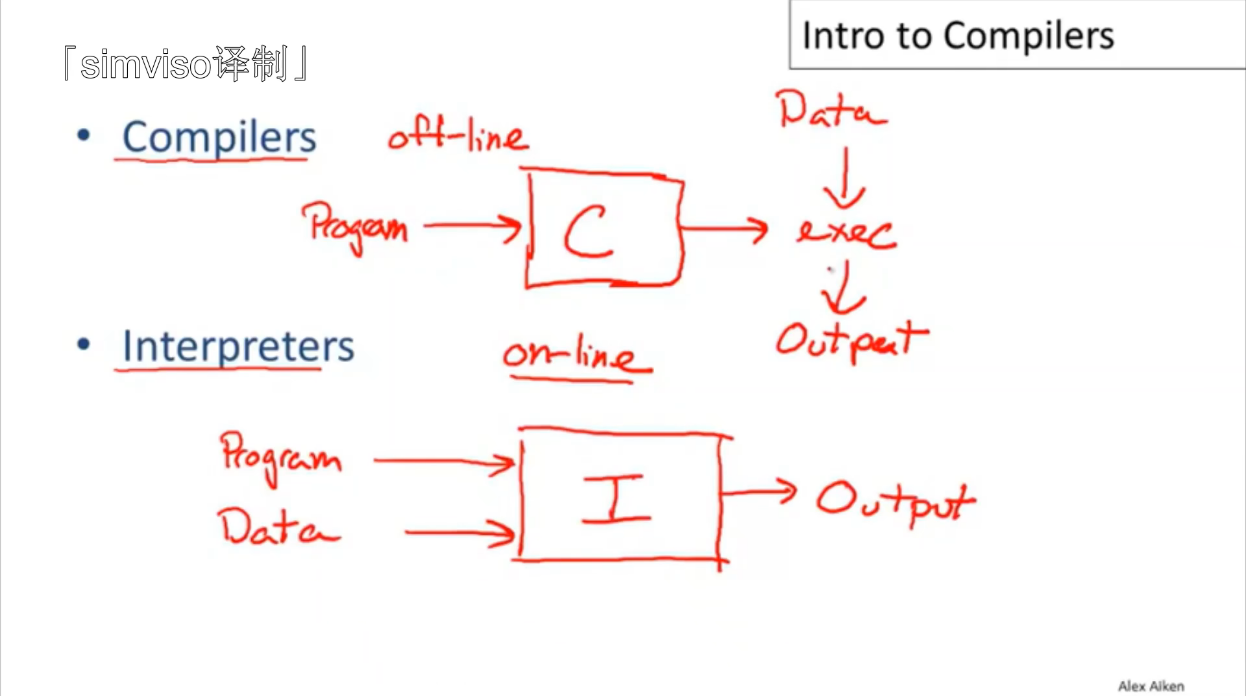 Intro to Compilers
「simviso译制」
Data
• Compilers
off-line
Program
C
exec
Output
• Interpreters
on-line
Program
I
Data
Output
Alex Aiken